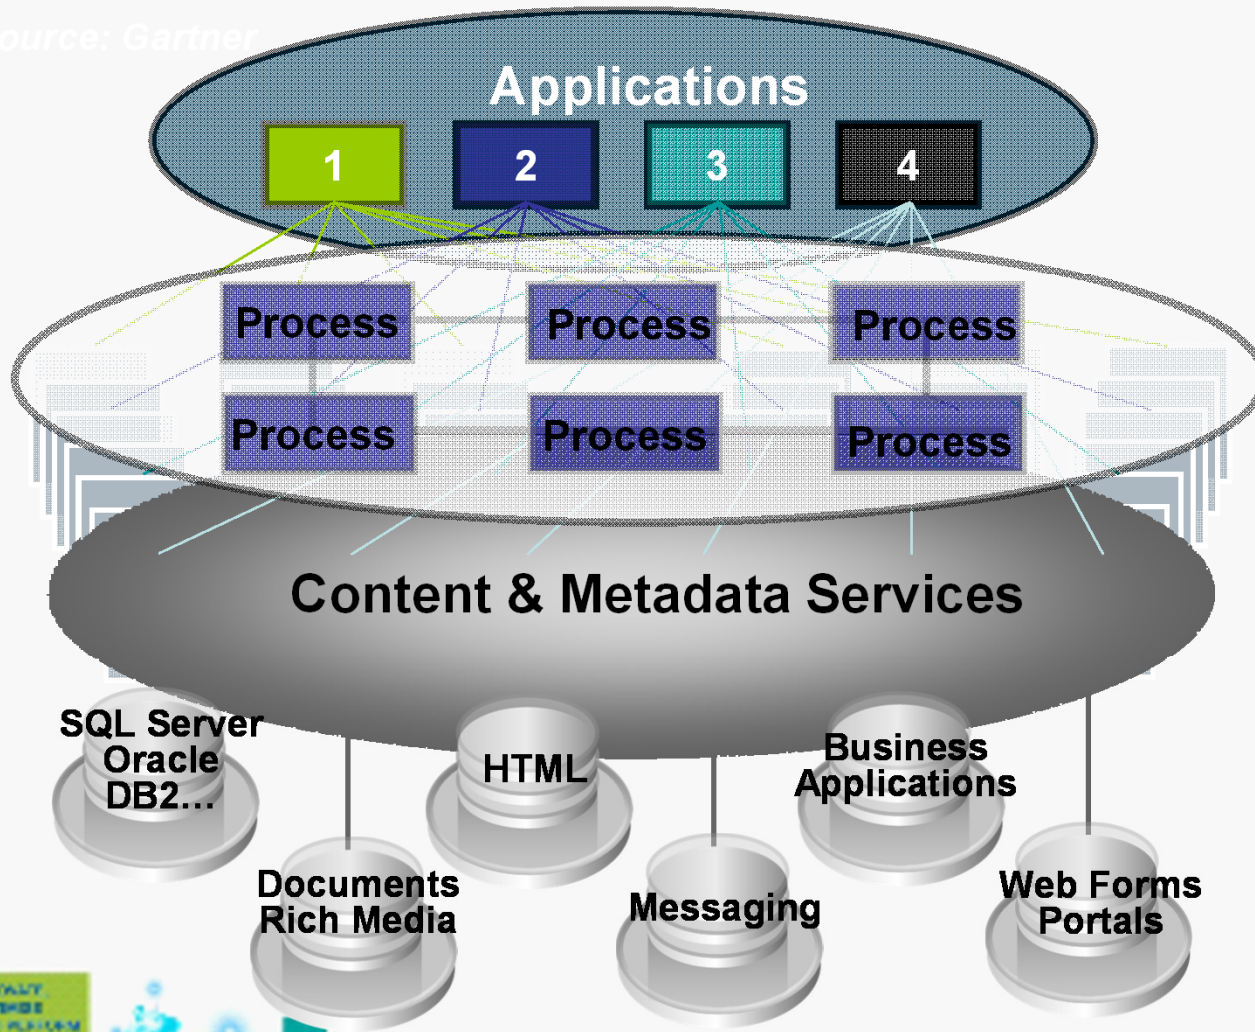 ource: Gartner
Applications
1 2 3 4
Process Process Process
Process Process Process
Content & Metadata Services
SQL Server
Oracle
DB2...
HTML
Business
Applications
Documents
Rich Media
Messaging
Web Forms
Portals
PLATFORM